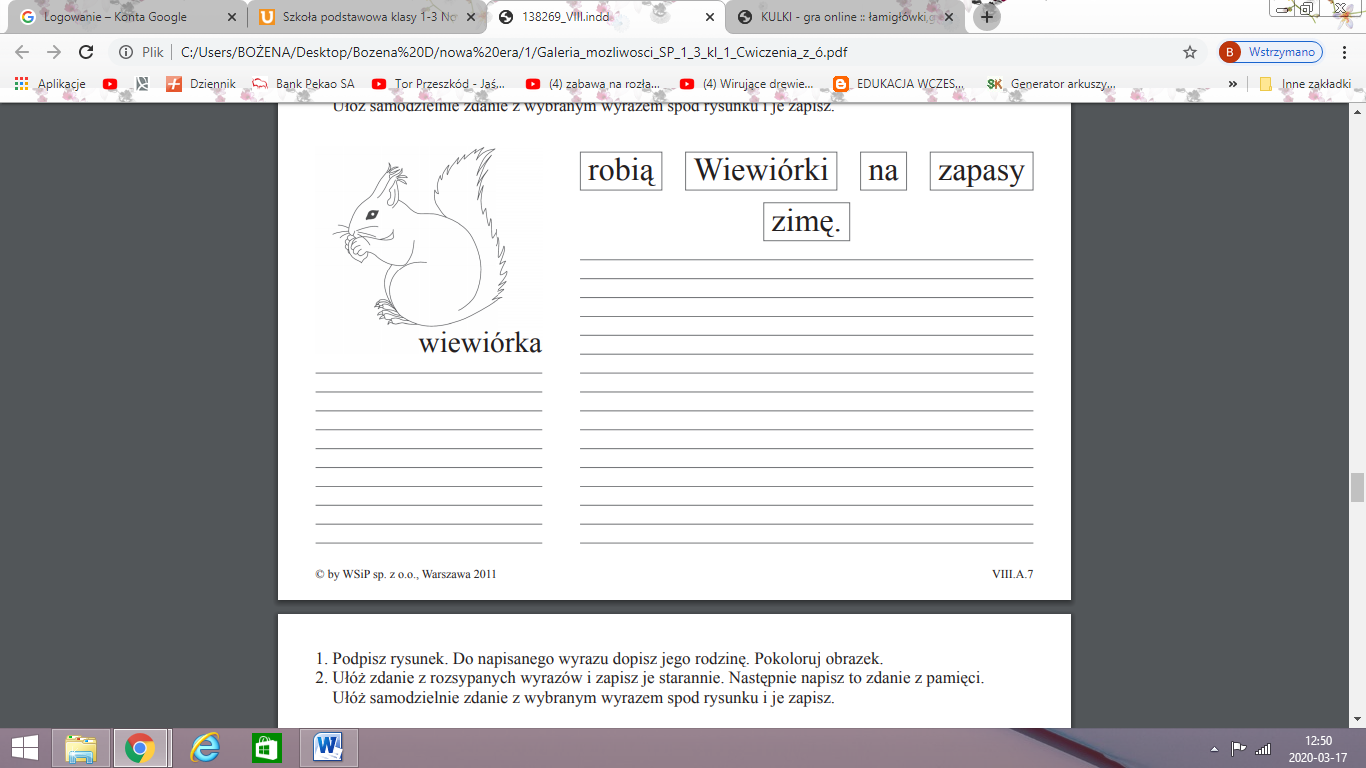 Logowanie – Konta Google
Szkoła podstawowa klasy 1-3 No
138269_VIII.indd
KULKI - gra online :: łamigłówki,g
Plik
C:/Users/BOŻENA/Desktop/Bozena%20D/nowa%20era/1/Galeria_mozliwosci_SP_1_3_kl_1_Cwiczenia_z_ó.pdf
B Wstrzymano
Aplikacje
Dziennik
Bank Pekao SA
Tor Przeszkód - Jaś...
(4) zabawa na rozła...
(4) Wirujące drewie...
EDUKACJA WCZES...
SK Generator arkuszy...
»
Inne zakładki
Ułóż samodzielnie zdanie z wybranym wyrazem spod rysunku i je zapisz.
robią Wiewiórki na zapasy
zimę.
wiewiórka
© by WSiP sp. z o.o., Warszawa 2011
VIII.A.7
1. Podpisz rysunek. Do napisanego wyrazu dopisz jego rodzinę. Pokoloruj obrazek.
2. Ułóż zdanie z rozsypanych wyrazów i zapisz je starannie. Następnie napisz to zdanie z pamięci.
Ułóż samodzielnie zdanie z wybranym wyrazem spod rysunku i je zapisz.
12:50
2020-03-17